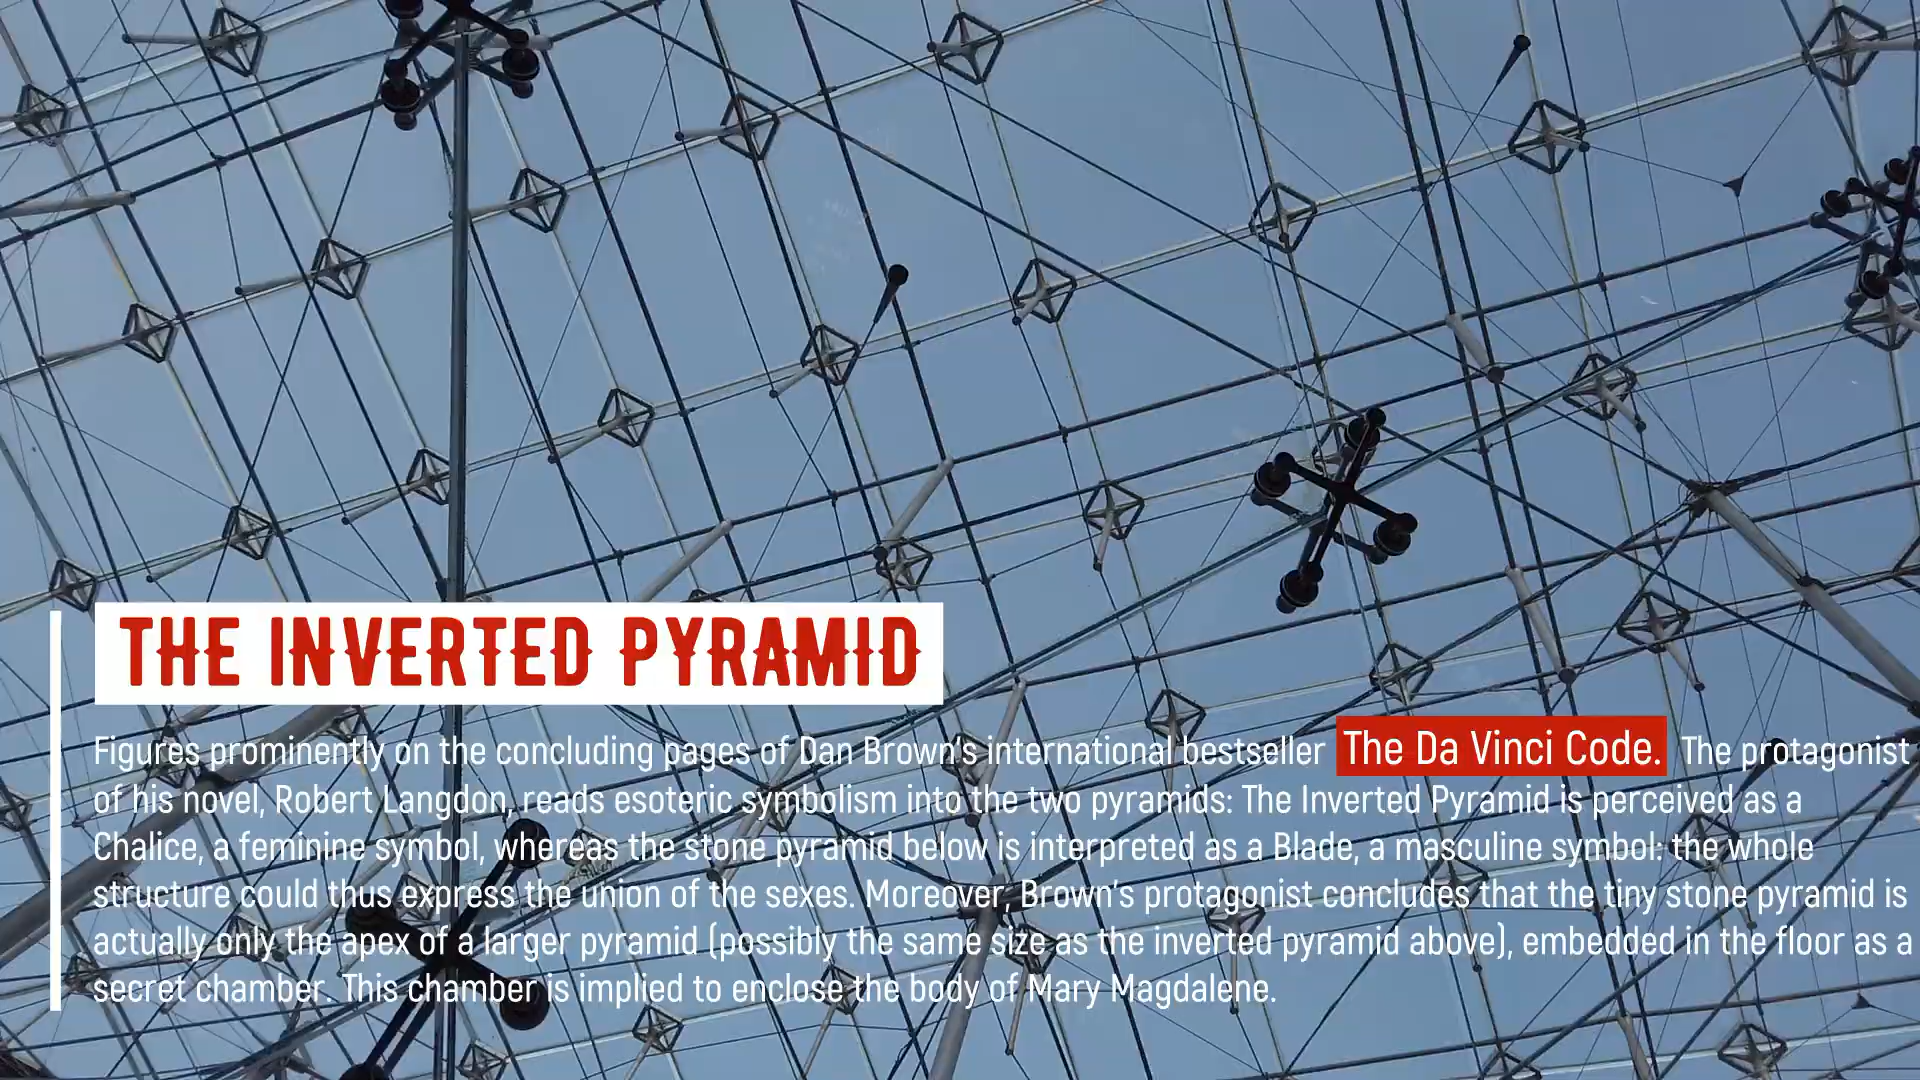 THE INVERTED PYRAMID
Figures prominently on the concluding pages of Dan Brown's international bestseller The Da Vinci Code. The protagonist
of his novel, Robert Langdon, reads esoteric symbolism into the two pyramids: The Inverted Pyramid is perceived as a
Chalice, a feminine symbol, whereas the stone pyramid below is interpreted as a Blade, a masculine symbol: the whole
structure could thus express the union of the sexes. Moreover, Brown's protagonist concludes that the tiny stone pyramid is
actually only the apex of a larger pyramid (possibly the same size as the inverted pyramid above), embedded in the floor as a
secret chamber. This chamber is implied to enclose the body of Mary Magdalene.